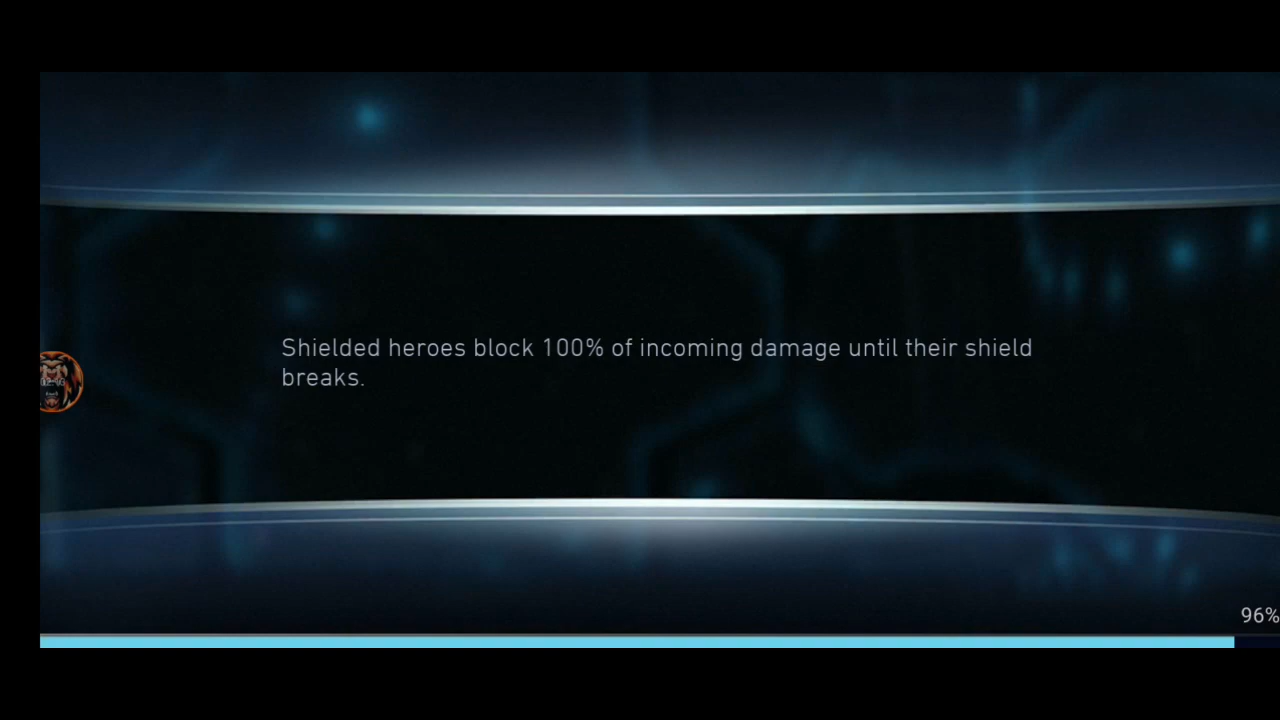 Shielded heroes block 100% of incoming damage until their shield
breaks.
96%